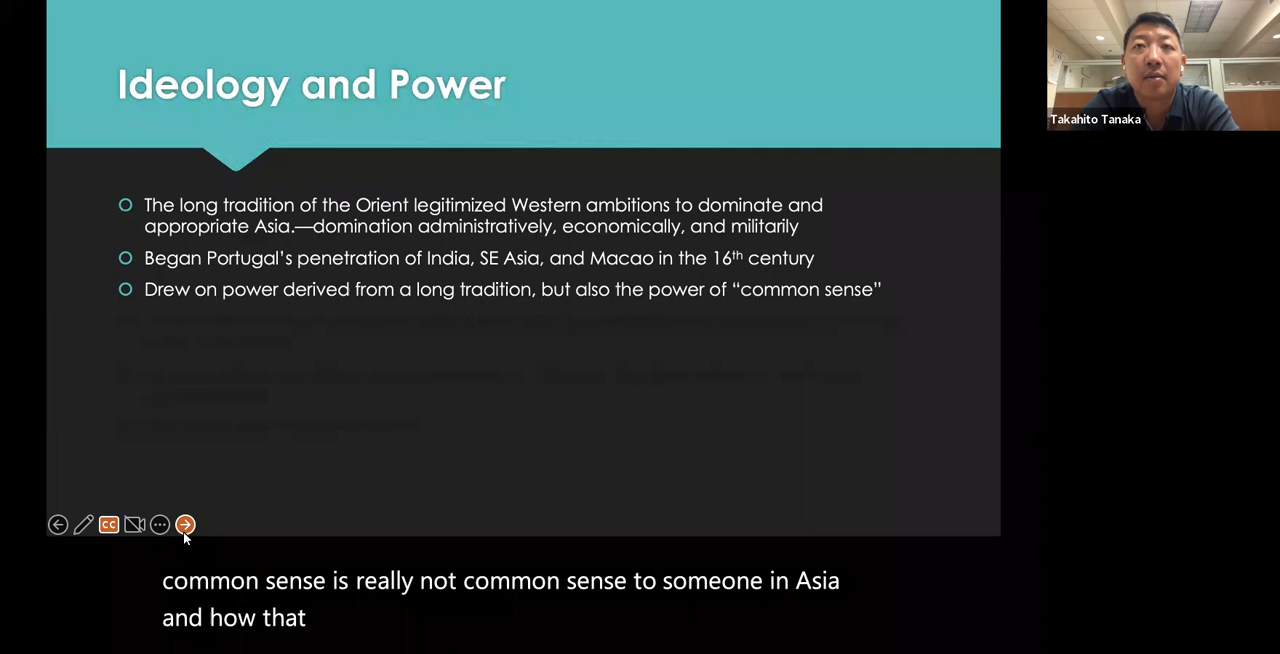 Ideology and Power
Takahito Tanaka
The long tradition of the Orient legitimized Western ambitions to dominate and
appropriate Asia.—domination administratively, economically, and militarily
Began Portugal's penetration of India, SE Asia, and Macao in the 16th century
Drew on power derived from a long tradition, but also the power of “common sense”
CC
common sense is really not common sense to someone in Asia
and how that